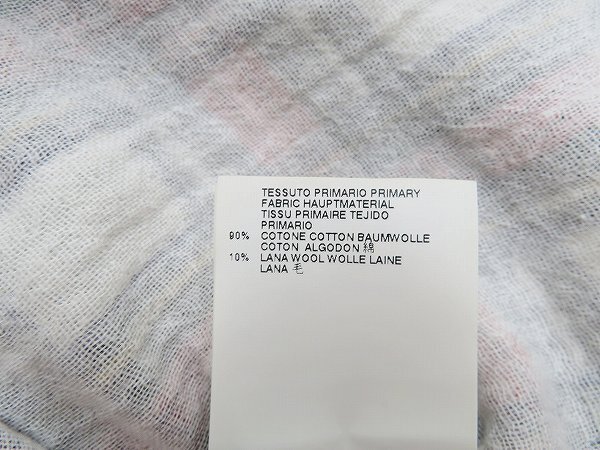 TESSUTO PRIMARIO PRIMARY
FABRIC HAUPTMATERIAL
TISSU PRIMAIRE TEJIDO
PRIMARIO
90% COTONE COTTON BAUMWOLLE
COTON ALGODON 綿
10% LANA WOOL WOLLE LAINE
LANA 毛